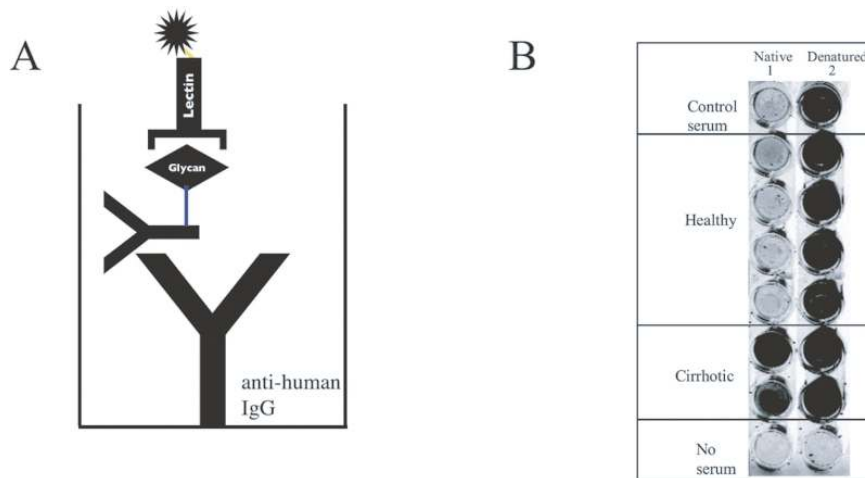 A
Lectin
Glycan
anti-human
IgG
B
Native
1
Denatured
2
Control
serum
Healthy
Cirrhotic
No
serum